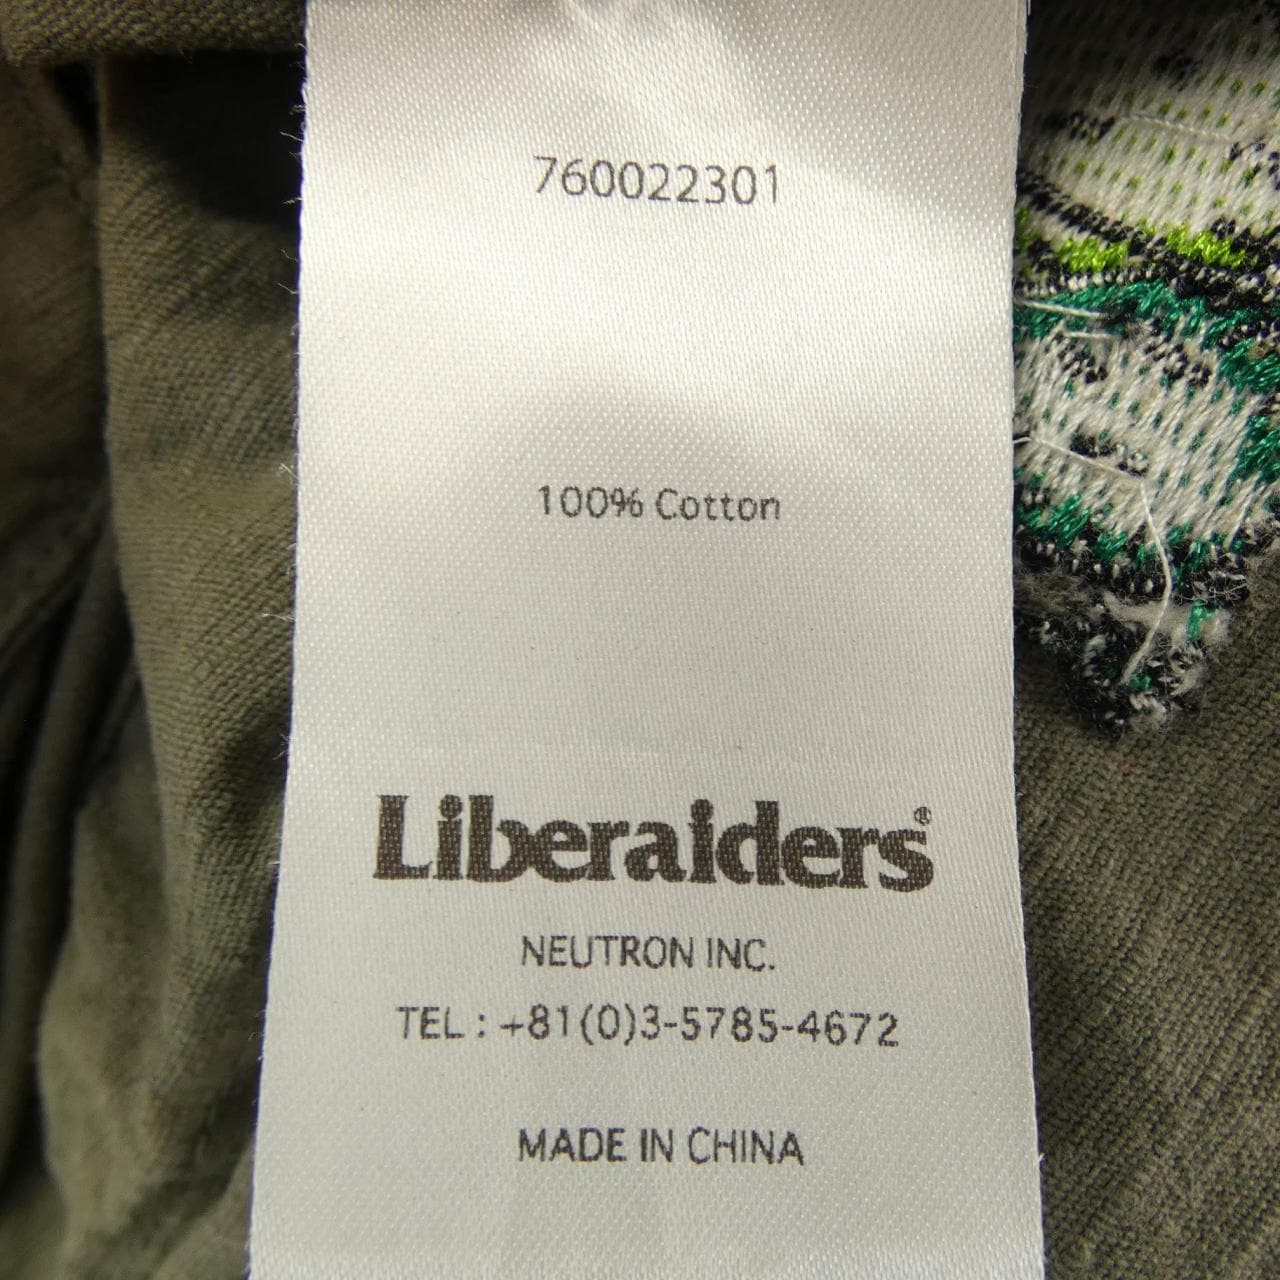 760022301
100% Cotton
Liberaiders®
NEUTRON INC.
TEL : +81(0)3-5785-4672
MADE IN CHINA